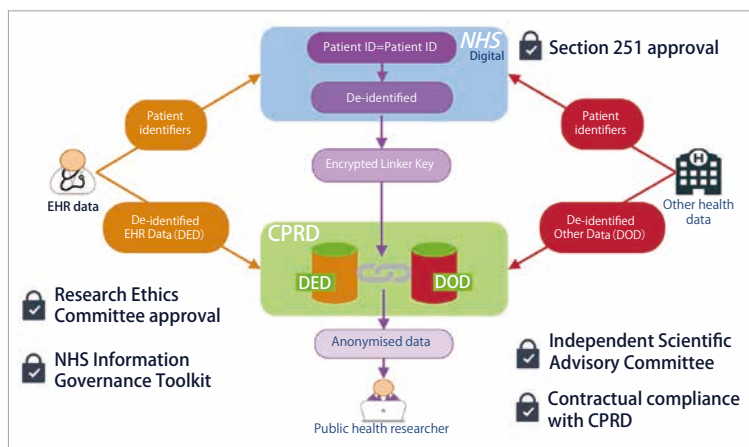 Patient ID=Patient ID
NHS
Digital
Section 251 approval
De-identified
Patient
identifiers
Patient
identifiers
Encrypted Linker Key
EHR data
H
Other health
data
De-identified
EHR Data (DED)
De-identified
Other Data (DOD)
CPRD
DED
DOD
Research Ethics
Committee approval
NHS Information
Governance Toolkit
Anonymised data
Independent Scientific
Advisory Committee
Contractual compliance
with CPRD
Public health researcher